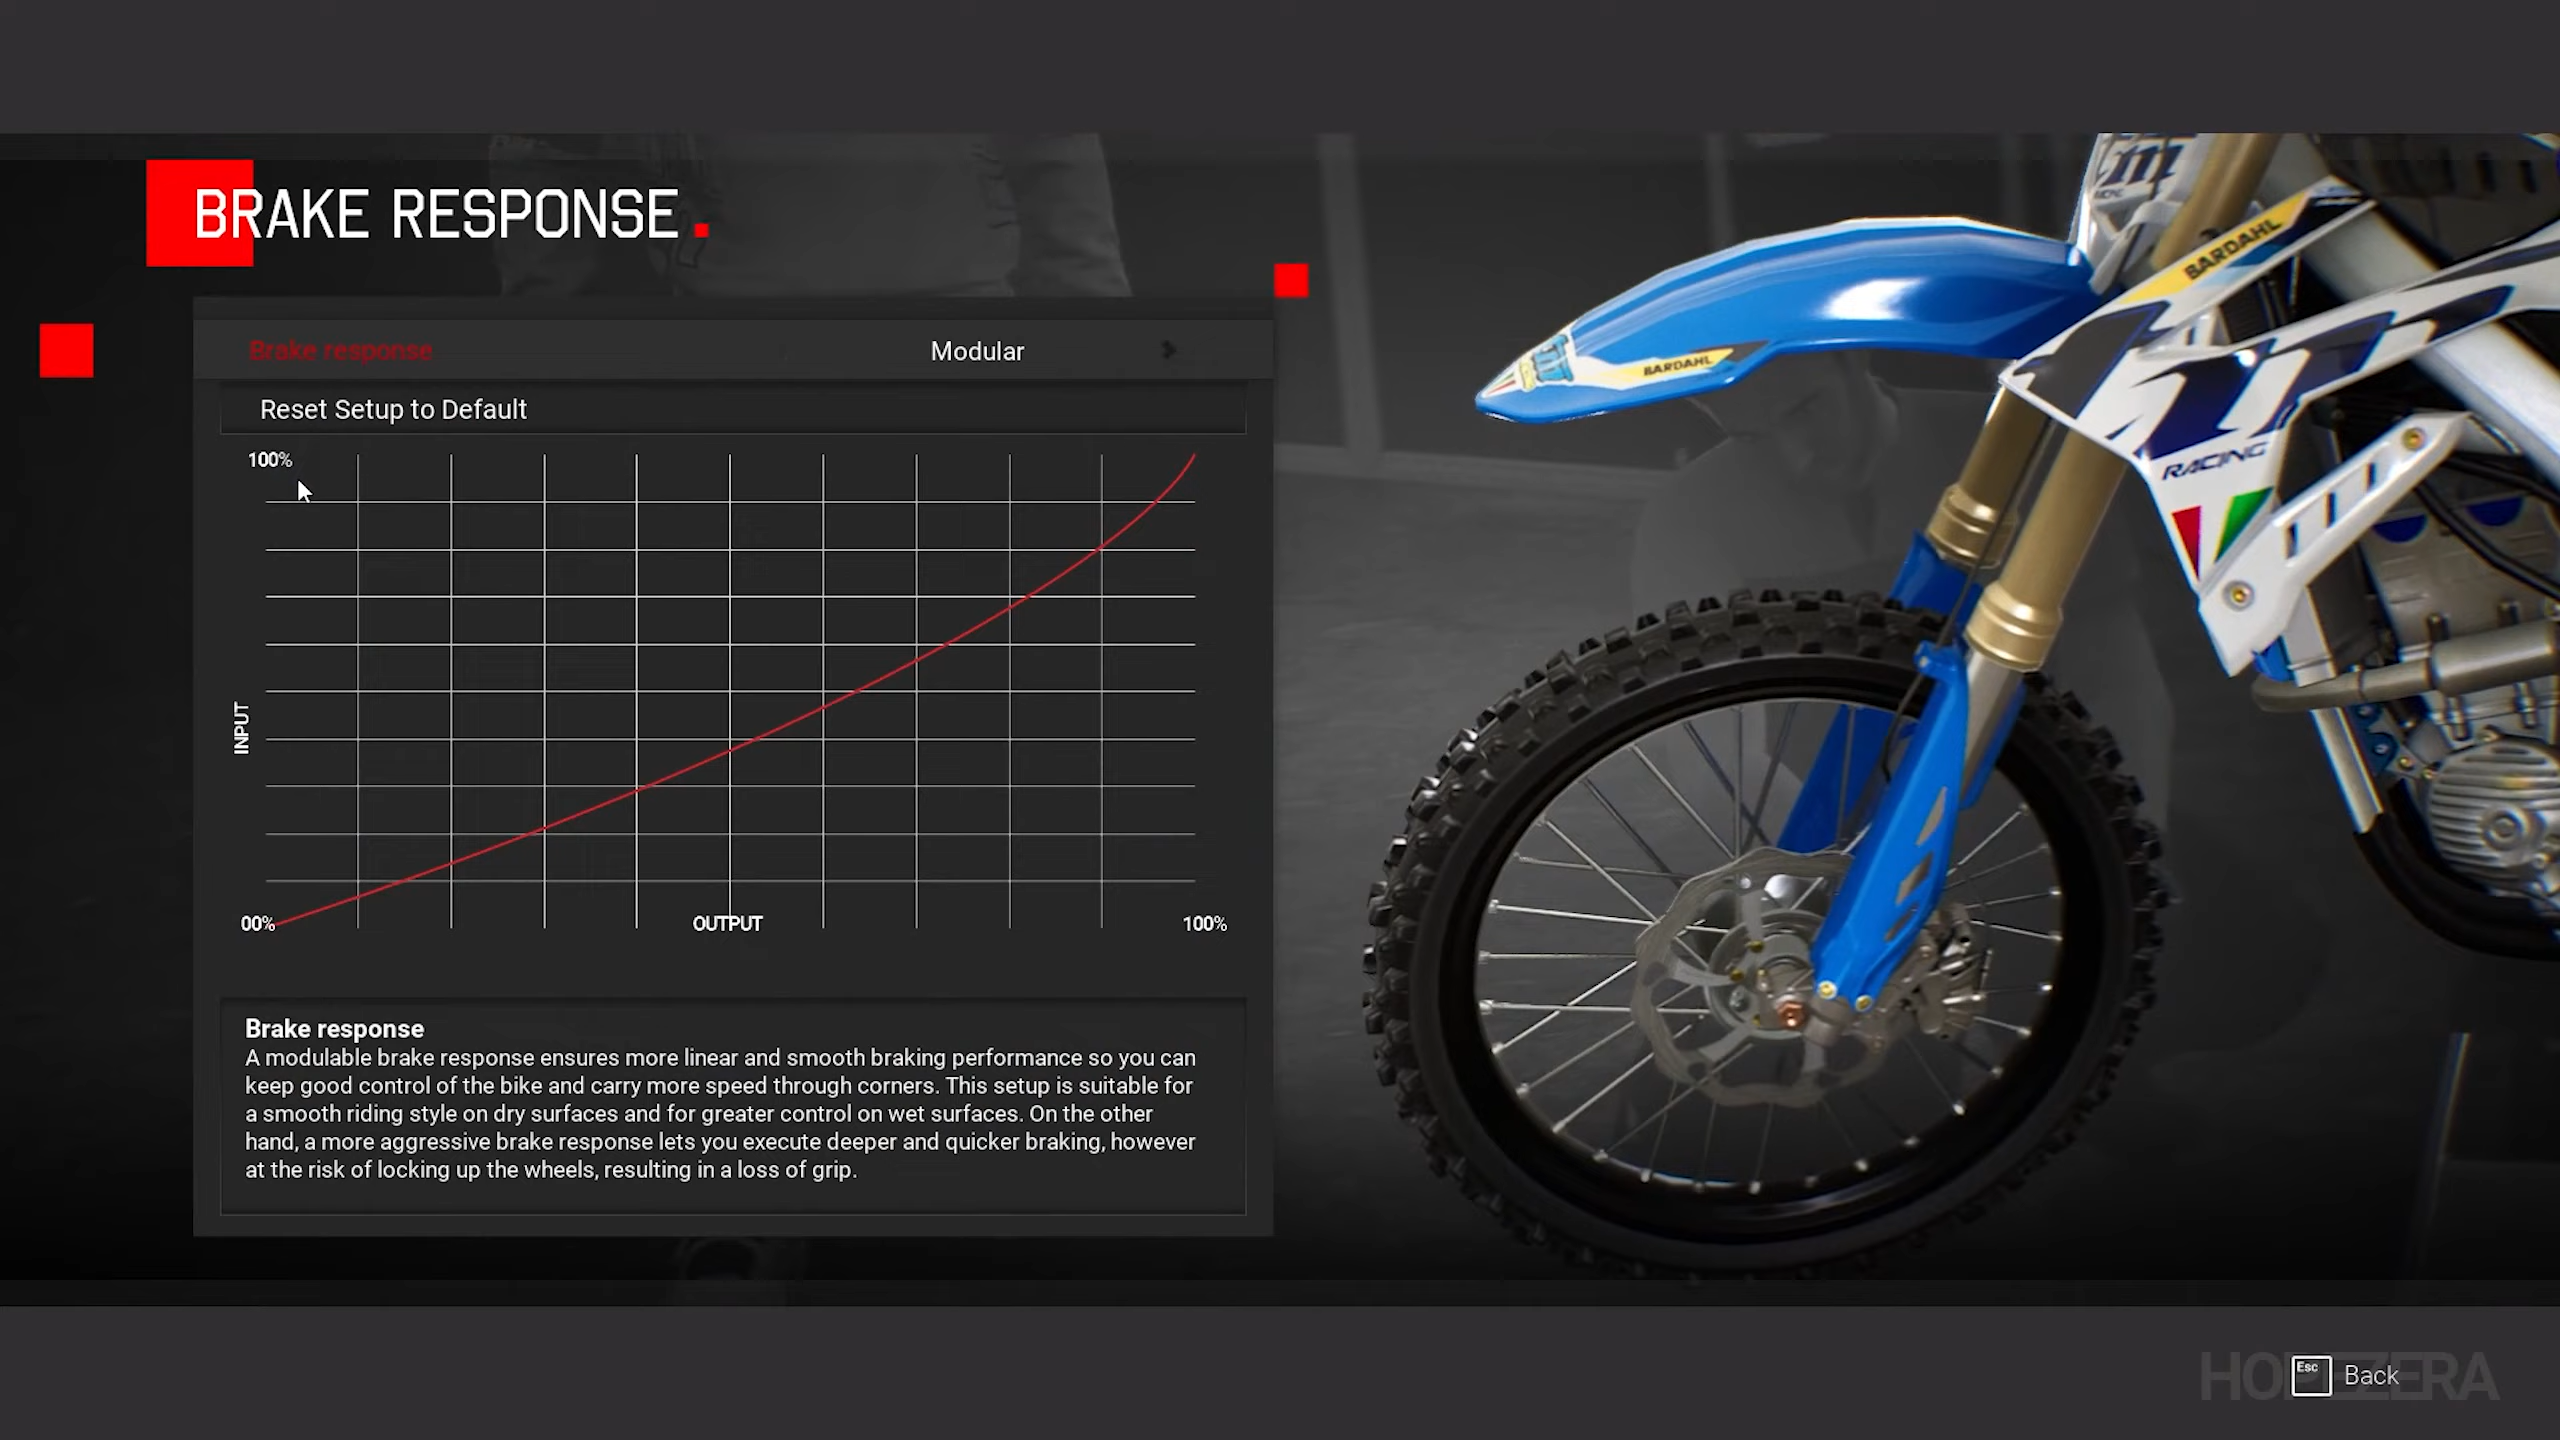 BRAKE RESPONSE.
Brake response Modular
Reset Setup to Default
100%
INPUT
00% OUTPUT 100%
Brake response
A modulable brake response ensures more linear and smooth braking performance so you can
keep good control of the bike and carry more speed through corners. This setup is suitable for
a smooth riding style on dry surfaces and for greater control on wet surfaces. On the other
hand, a more aggressive brake response lets you execute deeper and quicker braking, however
at the risk of locking up the wheels, resulting in a loss of grip.
BARDAHL
BARDAHL
RACING
Esc Back